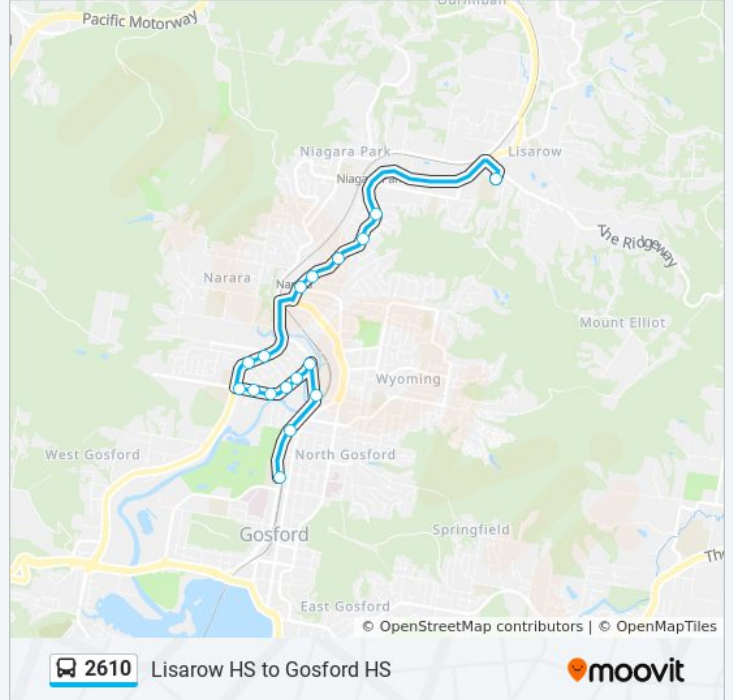 Ourimbah
Pacific Motorway
Niagara Park
Lisarow
The Ridgeway
Narara
Mount Elliot
Wyoming
West Gosford
North Gosford
Gosford
Springfield
East Gosford
© OpenStreetMap contributors | © OpenMapTiles
2610 Lisarow HS to Gosford HS
moovit